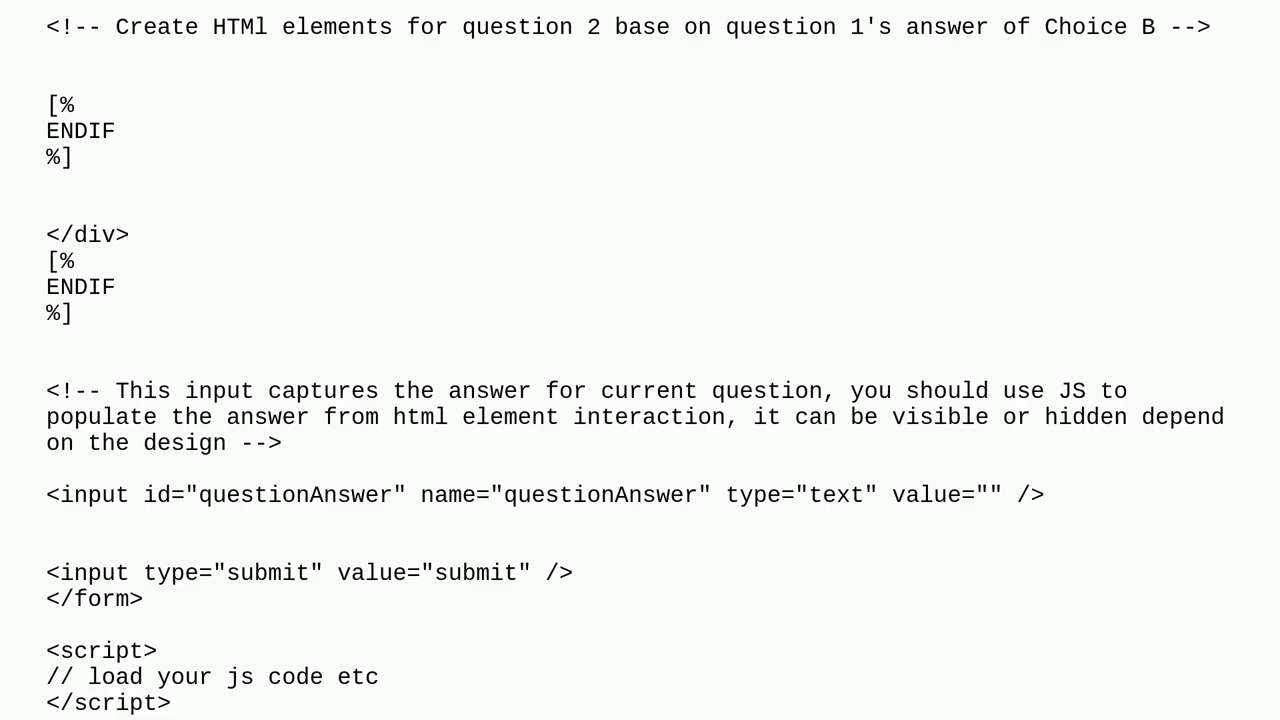 <!-- Create HTMl elements for question 2 base on question 1's answer of Choice B -->
[%
ENDIF
%]
</div>
[%
ENDIF
%]
<!-- This input captures the answer for current question, you should use JS to
populate the answer from html element interaction, it can be visible or hidden depend
on the design -->
<input id="questionAnswer" name="questionAnswer" type="text" value="" />
<input type="submit" value="submit" />
</form>
<script>
// load your js code etc
</script>